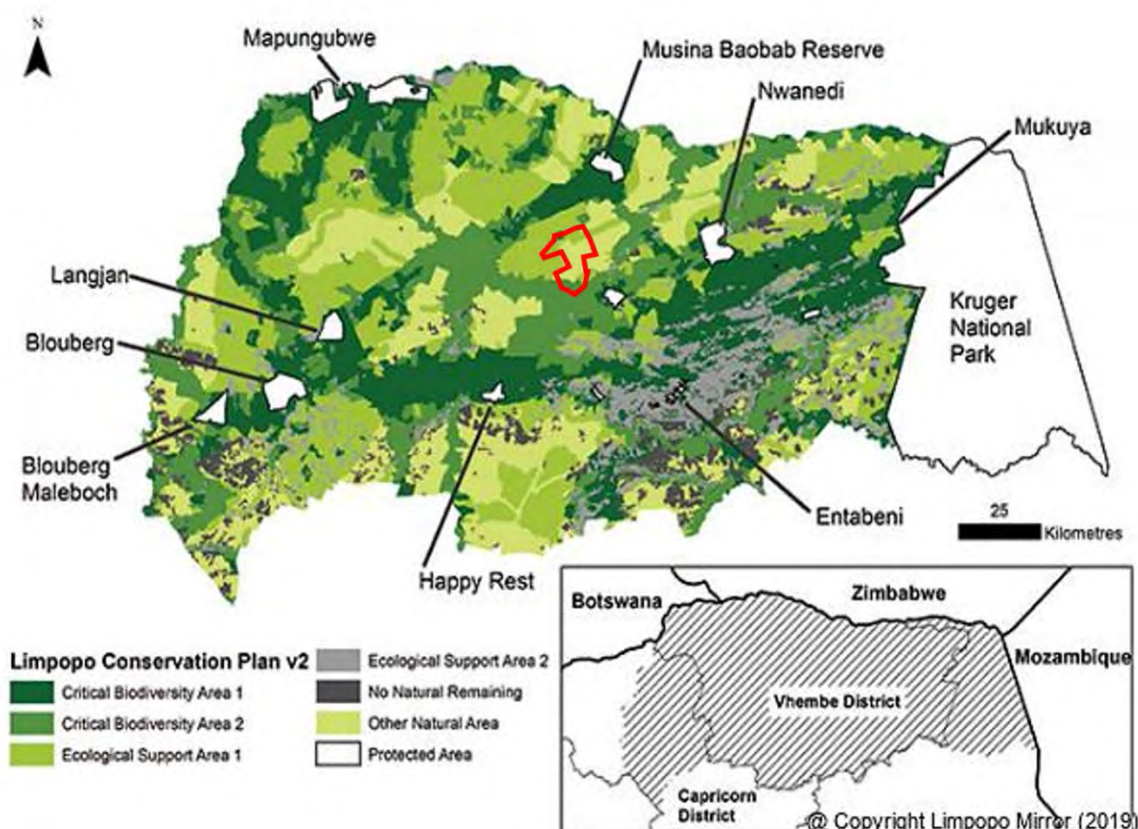 N
Mapungubwe
Musina Baobab Reserve
Nwanedi
Mukuya
Langjan
Blouberg
Kruger
National
Park
Blouberg
Maleboch
Entabeni
25
Kilometres
Happy Rest
Limpopo Conservation Plan v2
Critical Biodiversity Area 1
Critical Biodiversity Area 2
Ecological Support Area 1
Ecological Support Area 2
No Natural Remaining
Other Natural Area
Protected Area
Botswana
Zimbabwe
Mozambique
Vhembe District
Capricorn
District
@ Copyright Limpopo Mirror (2019)